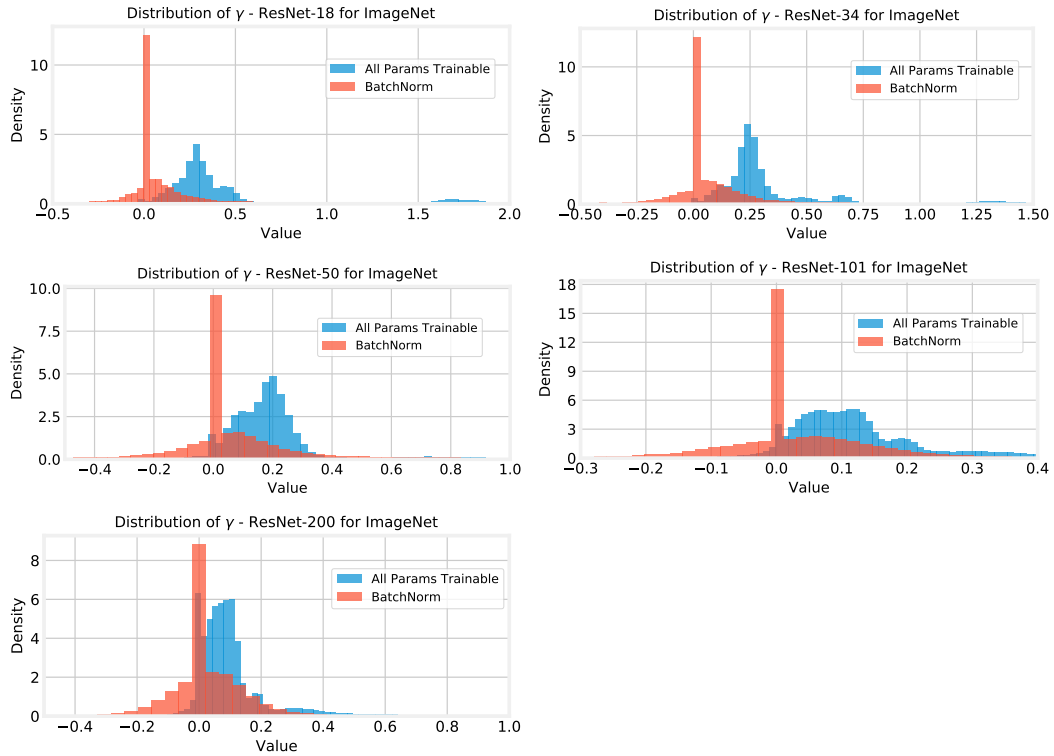 Distribution of γ - ResNet-18 for ImageNet
Density
10
5
0
All Params Trainable
BatchNorm
−0.5 0.0 0.5 1.0 1.5 2.0
Value
Distribution of γ - ResNet-34 for ImageNet
Density
10
5
0
All Params Trainable
BatchNorm
−0.50 −0.25 0.00 0.25 0.50 0.75 1.00 1.25 1.50
Value
Distribution of γ - ResNet-50 for ImageNet
Density
10.0
7.5
5.0
2.5
0.0
All Params Trainable
BatchNorm
−0.4 −0.2 0.0 0.2 0.4 0.6 0.8 1.0
Value
Distribution of γ - ResNet-101 for ImageNet
Density
18
15
12
9
6
3
0
All Params Trainable
BatchNorm
−0.3 −0.2 −0.1 0.0 0.1 0.2 0.3 0.4
Value
Distribution of γ - ResNet-200 for ImageNet
Density
8
6
4
2
0
All Params Trainable
BatchNorm
−0.4 −0.2 0.0 0.2 0.4 0.6 0.8 1.0
Value